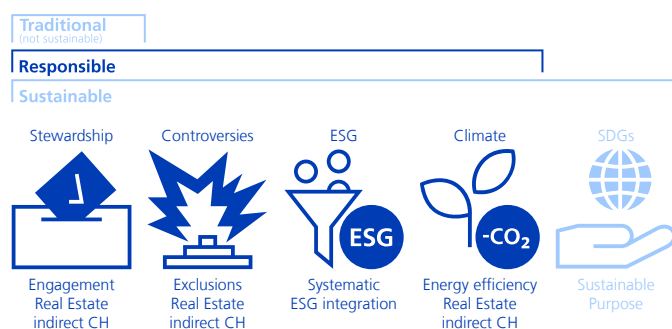 Traditional
(not sustainable)
Responsible
Sustainable
Stewardship Controversies ESG Climate SDGs
ESG -CO₂
Engagement Exclusions Systematic Energy efficiency Sustainable
Real Estate Real Estate ESG integration Real Estate Purpose
indirect CH indirect CH indirect CH